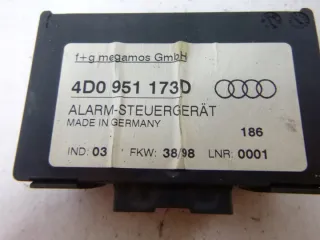 f+g megamos GmbH
4D0 951 173D
ALARM-STEUERGERÄT
MADE IN GERMANY
186
IND: 03 FKW: 38/98 LNR: 0001